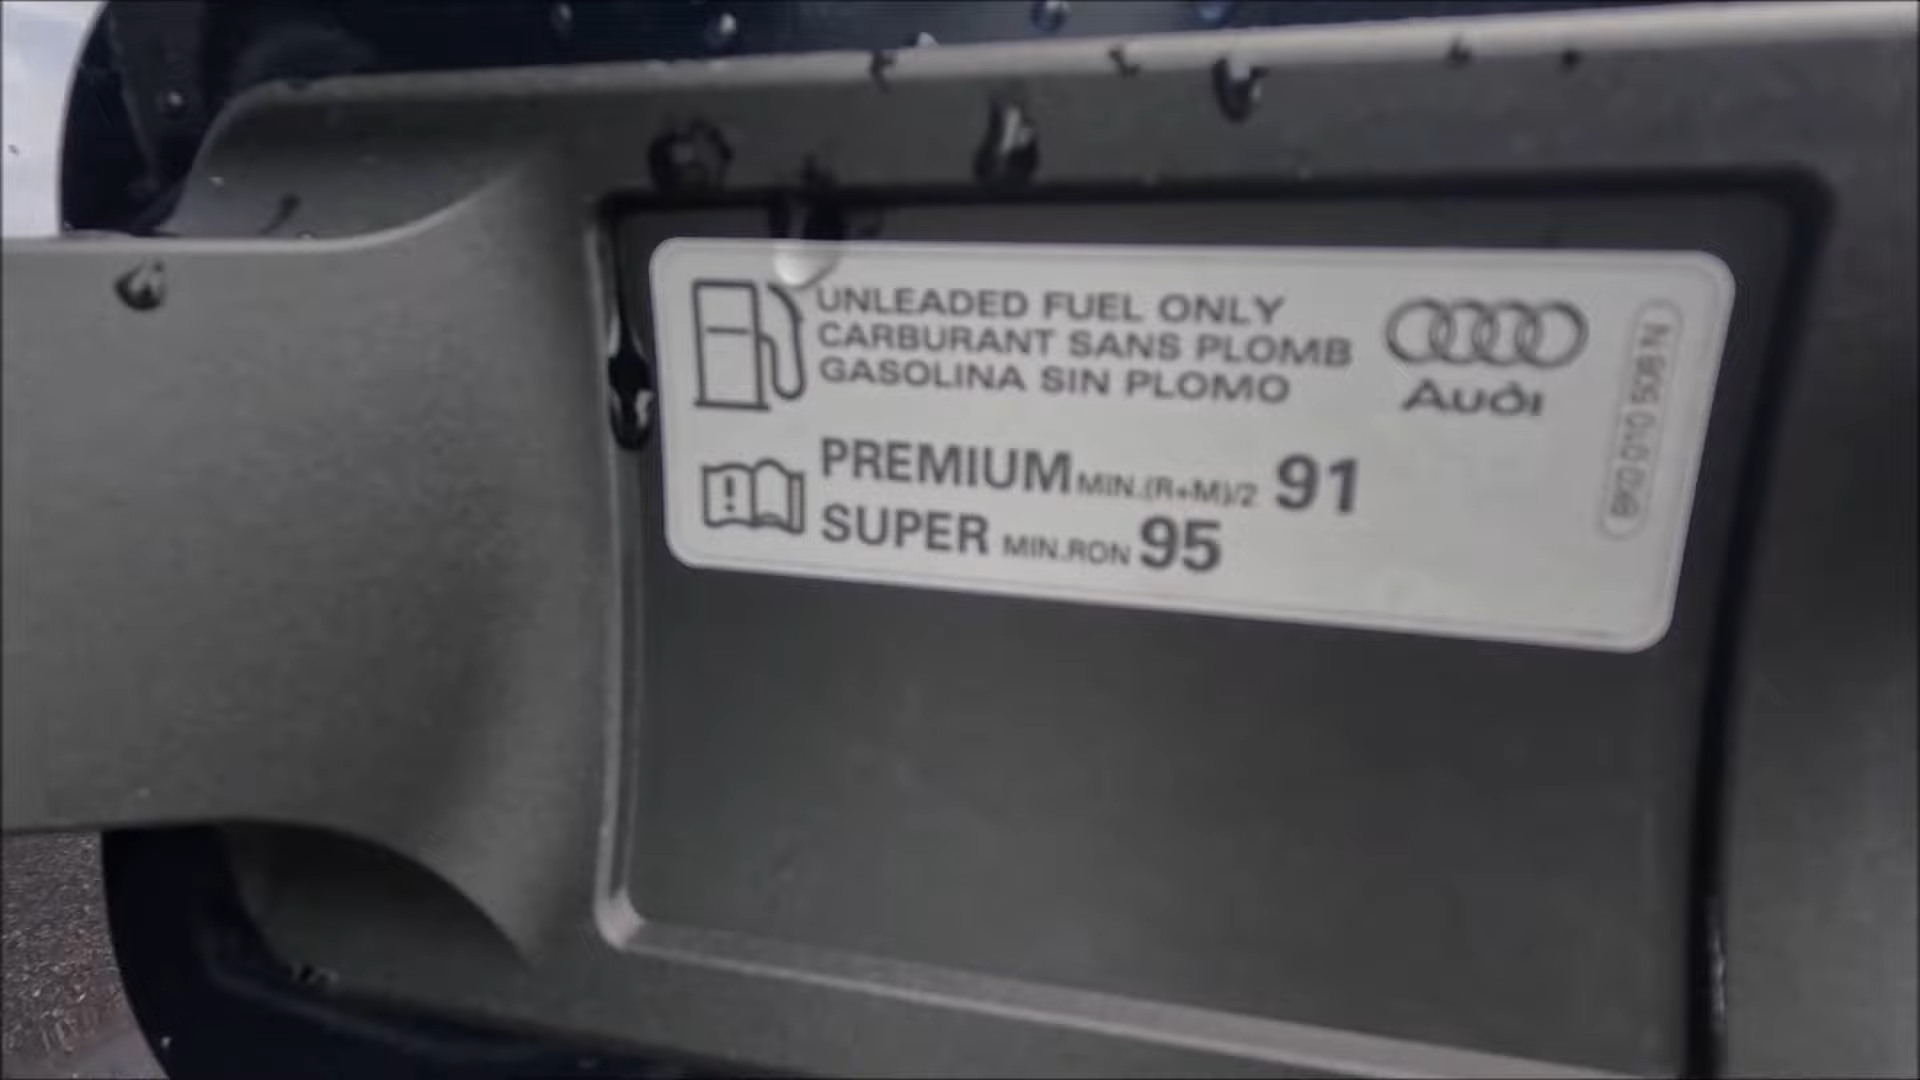 UNLEADED FUEL ONLY
CARBURANT SANS PLOMB
GASOLINA SIN PLOMO
Audi
PREMIUM MIN.(R+M)/2 91
SUPER MIN.RON 95